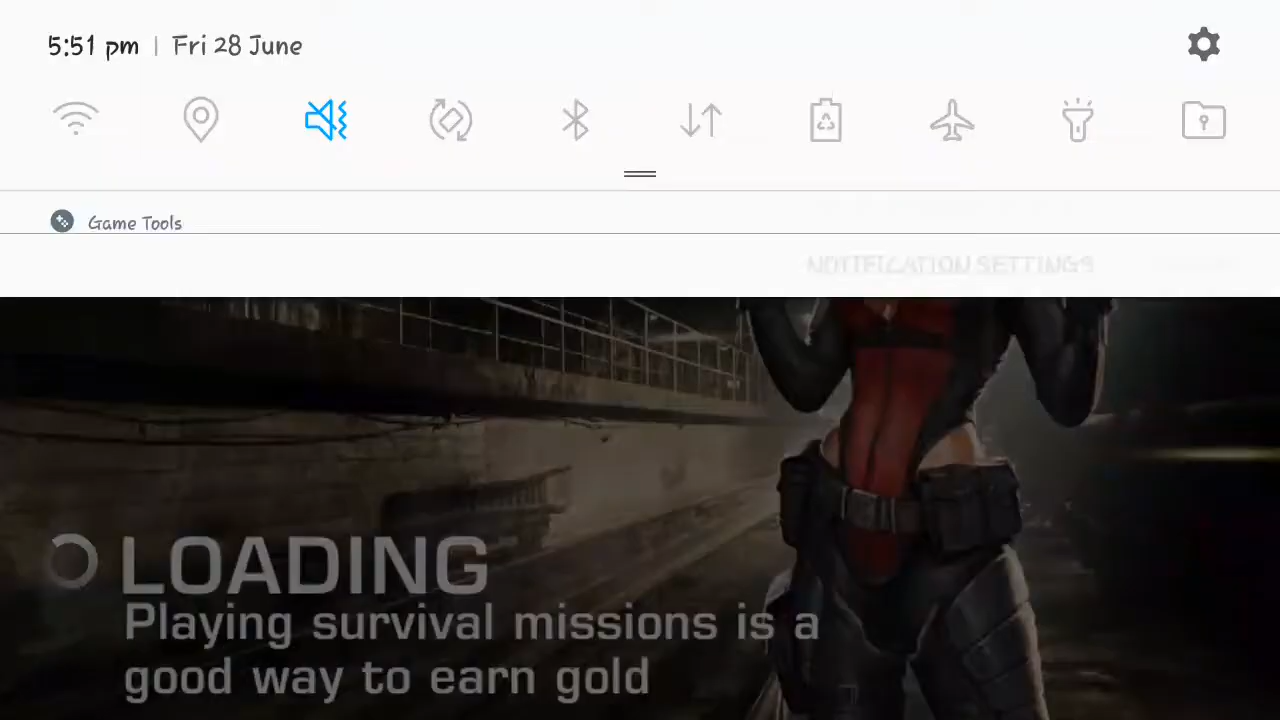 5:51 pm | Fri 28 June
Game Tools
NOTIFICATION SETTINGS
LOADING
Playing survival missions is a
good way to earn gold